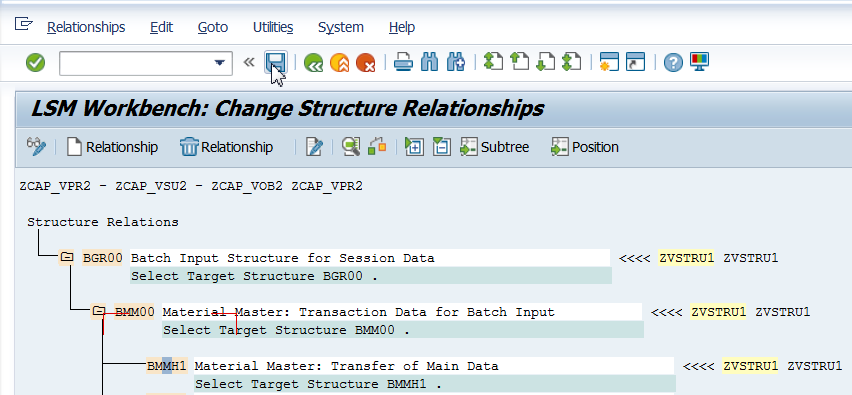 Relationships Edit Goto Utilities System Help
LSM Workbench: Change Structure Relationships
Relationship Relationship Subtree Position
ZCAP_VPR2 - ZCAP_VSU2 - ZCAP_VOB2 ZCAP_VPR2
Structure Relations
BGR00 Batch Input Structure for Session Data <<<< ZVSTRU1 ZVSTRU1
Select Target Structure BGR00 .
BMM00 Material Master: Transaction Data for Batch Input <<<< ZVSTRU1 ZVSTRU1
Select Target Structure BMM00 .
BMMH1 Material Master: Transfer of Main Data <<<< ZVSTRU1 ZVSTRU1
Select Target Structure BMMH1 .